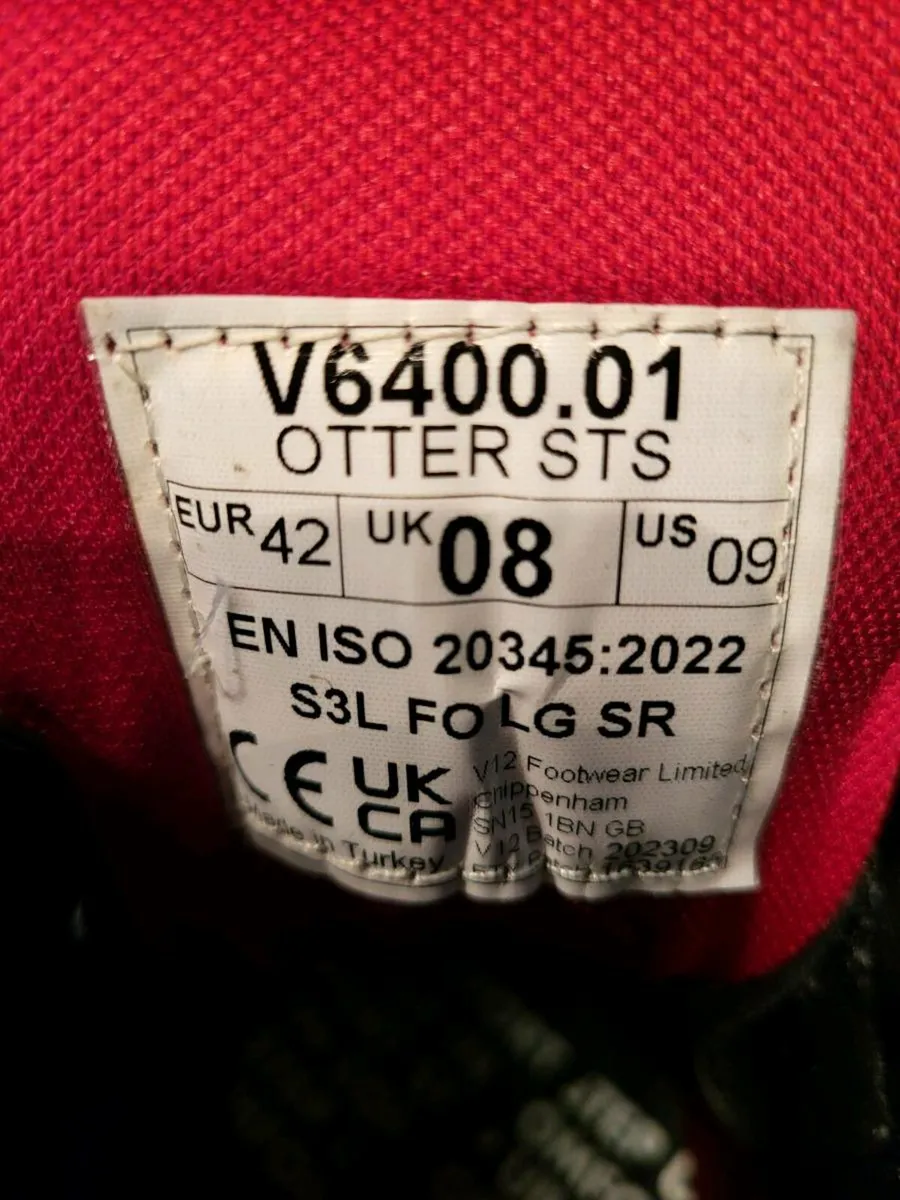 V6400.01
OTTER STS
EUR 42 UK 08 US 09
EN ISO 20345:2022
S3L FO LG SR
CE UK
CA
V12 Footwear Limited
Chippenham
SN15 1BN GB
V12 Batch 202309
Made in Turkey